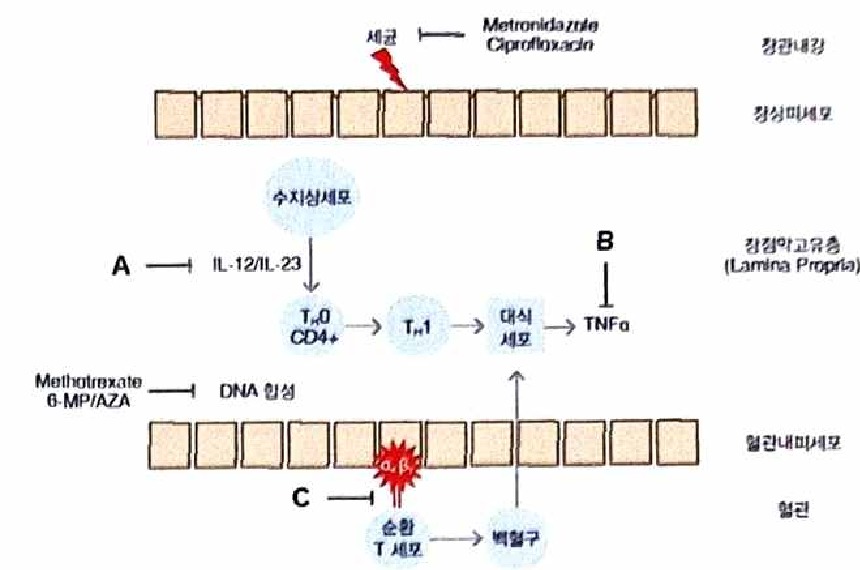 세균
Metronidazole
Ciprofloxacin
장관내강
장상피세포
수지상세포
A
IL-12/IL-23
B
장점막고유층
(Lamina Propria)
TH0
CD4+
TH1
대식
세포
TNFα
Methotrexate
6-MP/AZA
DNA 합성
혈관내피세포
α4β7
C
혈관
순환
T 세포
백혈구